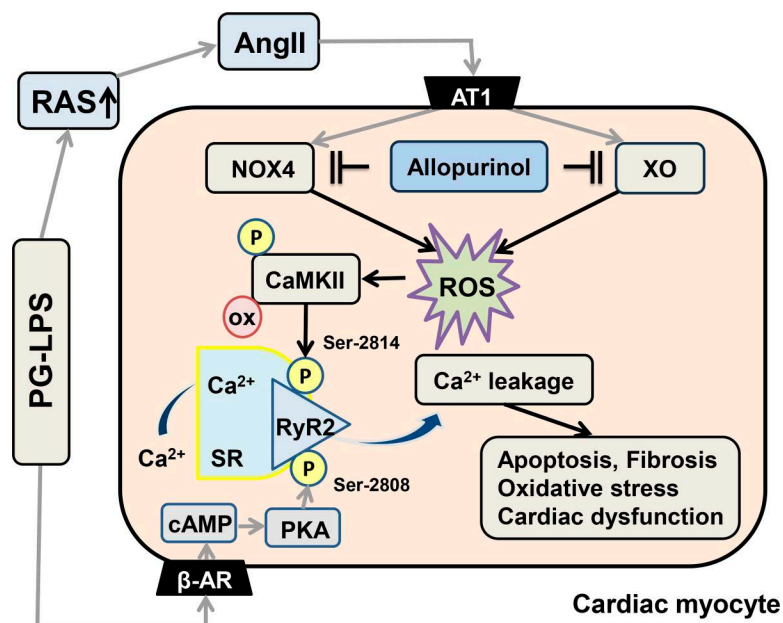 AngII
RAS↑
AT1
NOX4
Allopurinol
XO
P
CaMKII
ROS
ox
Ser-2814
PG-LPS
P
Ca²⁺
Ca²⁺ leakage
RyR2
Ca²⁺
SR
P
Ser-2808
Apoptosis, Fibrosis
Oxidative stress
Cardiac dysfunction
cAMP
PKA
β-AR
Cardiac myocyte